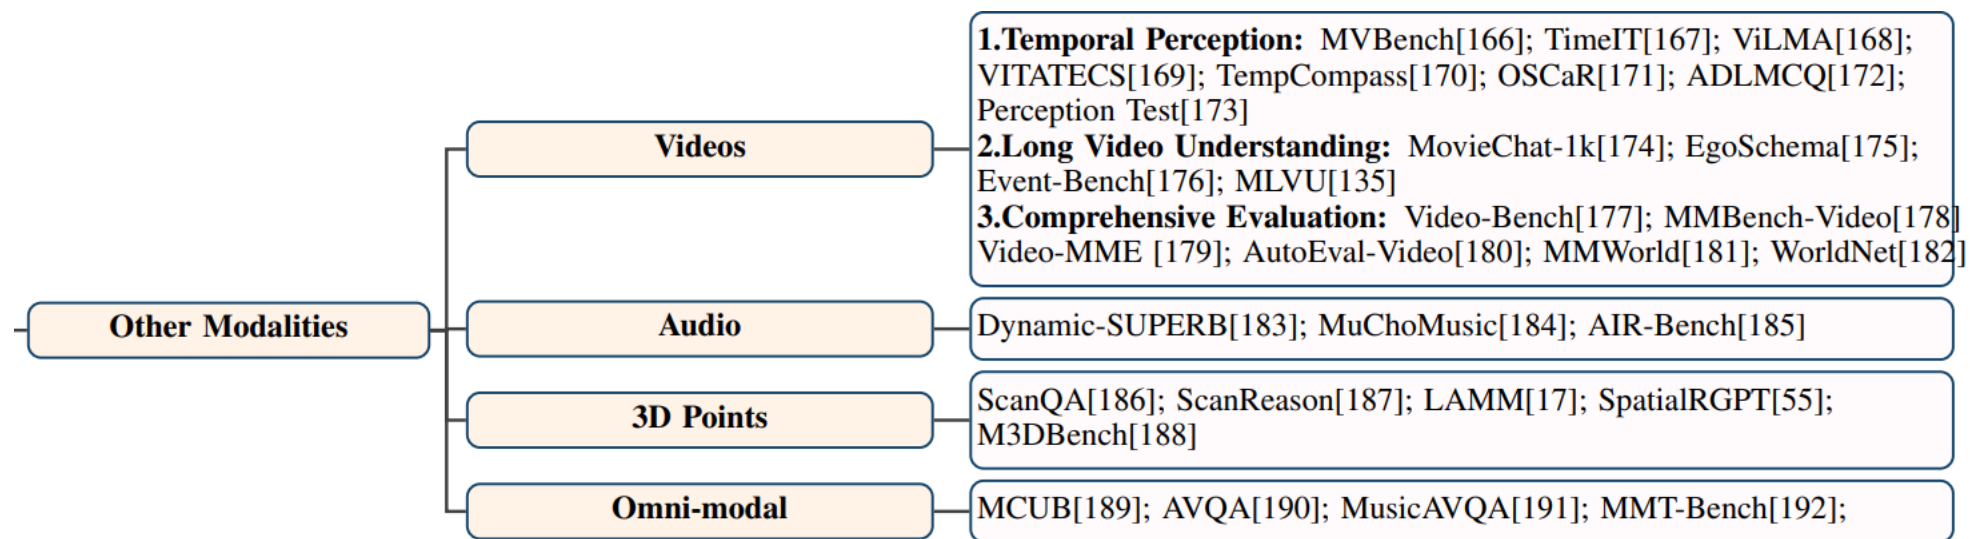 Other Modalities
Videos
1.Temporal Perception: MVBench[166]; TimeIT[167]; ViLMA[168];
VITATECS[169]; TempCompass[170]; OSCaR[171]; ADLMCQ[172];
Perception Test[173]
2.Long Video Understanding: MovieChat-1k[174]; EgoSchema[175];
Event-Bench[176]; MLVU[135]
3.Comprehensive Evaluation: Video-Bench[177]; MMBench-Video[178]
Video-MME [179]; AutoEval-Video[180]; MMWorld[181]; WorldNet[182]
Audio
Dynamic-SUPERB[183]; MuChoMusic[184]; AIR-Bench[185]
3D Points
ScanQA[186]; ScanReason[187]; LAMM[17]; SpatialRGPT[55];
M3DBench[188]
Omni-modal
MCUB[189]; AVQA[190]; MusicAVQA[191]; MMT-Bench[192];